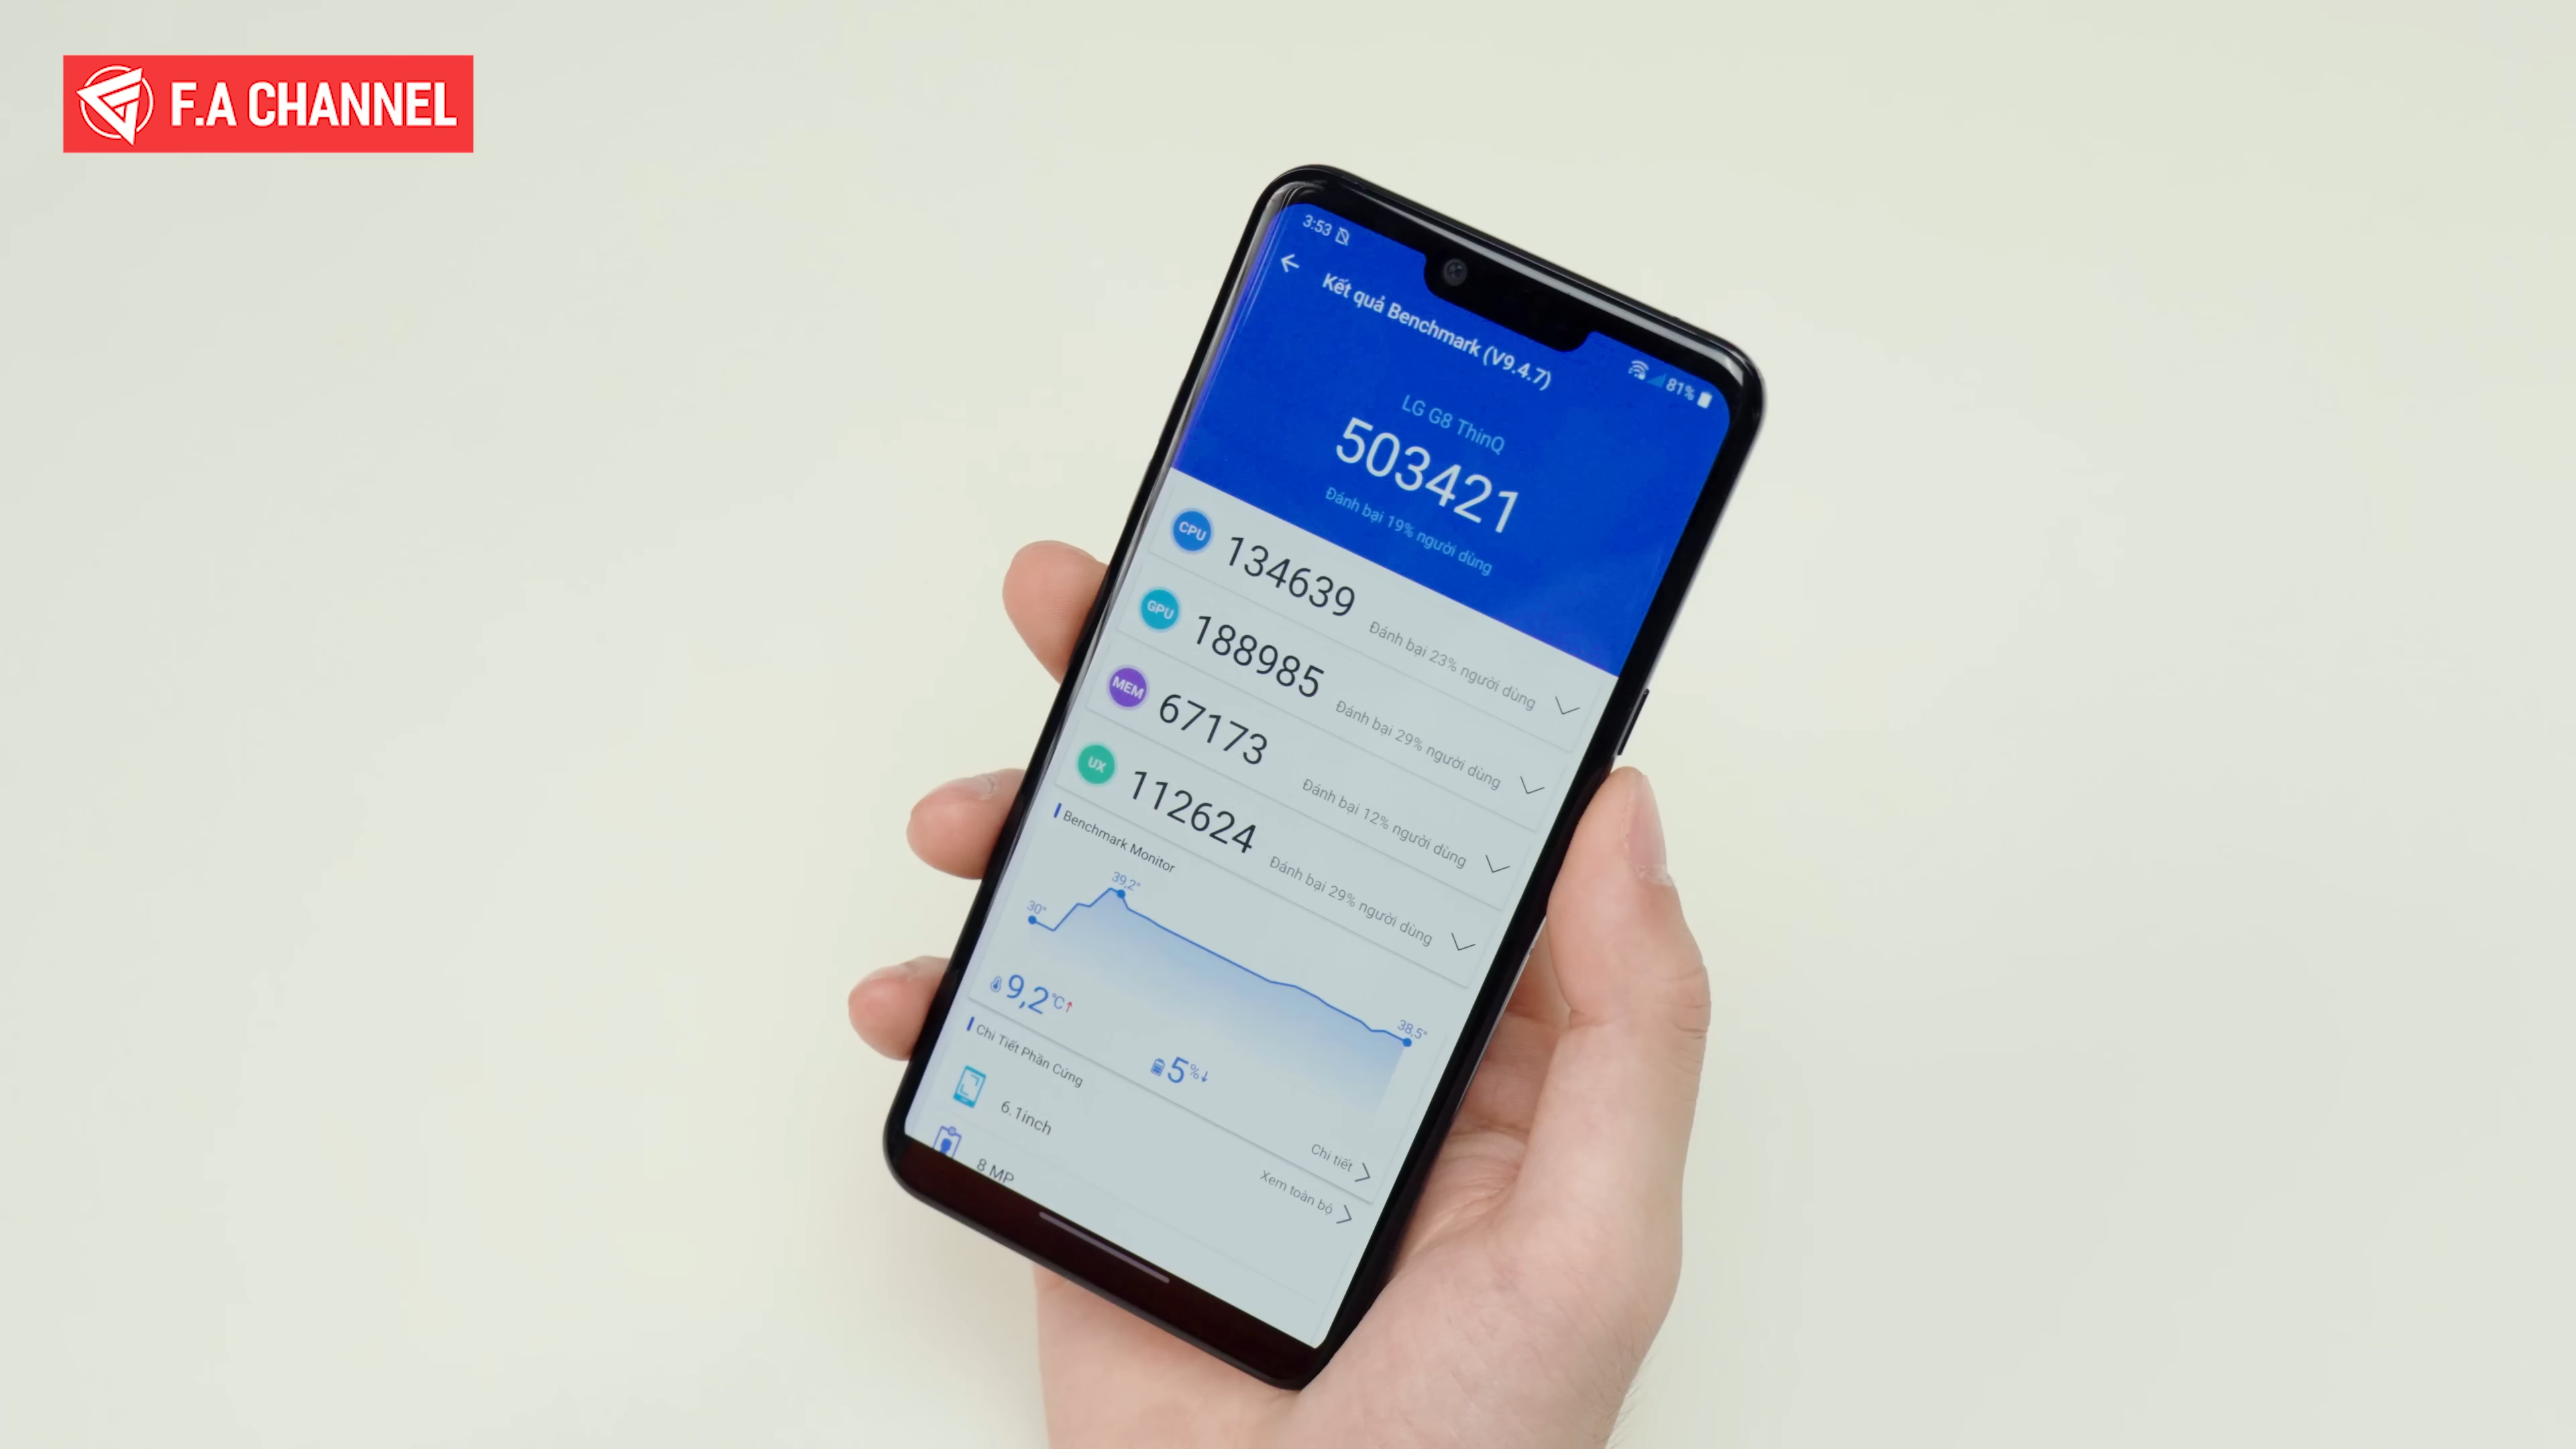 F.A CHANNEL
3:53
81%
Kết quả Benchmark (V9.4.7)
LG G8 ThinQ
503421
Đánh bại 19% người dùng
CPU 134639 Đánh bại 23% người dùng
GPU 188985 Đánh bại 29% người dùng
MEM 67173 Đánh bại 12% người dùng
UX 112624 Đánh bại 29% người dùng
Benchmark Monitor
30°
39,2°
38,5°
9,2°C↑
5%↓
Chi tiết
Chi Tiết Phần Cứng
Xem toàn bộ
6.1inch
8 MP